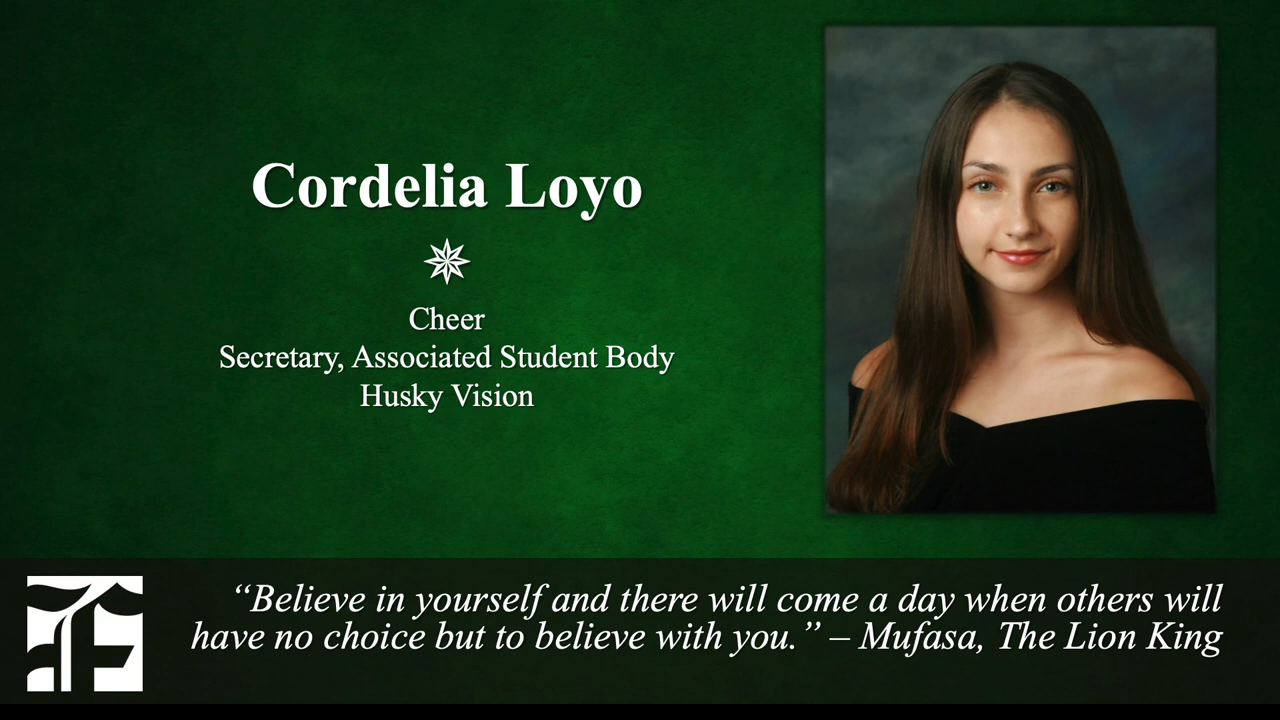 Cordelia Loyo
Cheer
Secretary, Associated Student Body
Husky Vision
“Believe in yourself and there will come a day when others will
have no choice but to believe with you.” – Mufasa, The Lion King